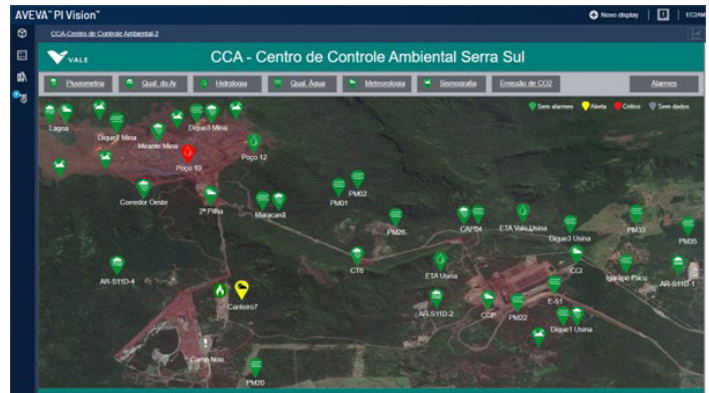 AVEVA™ PI Vision™
Novo display
EC2AM
CCA-Centro de Controle Ambiental-2
VALE
CCA - Centro de Controle Ambiental Serra Sul
Pluviometria
Qual. do Ar
Hidrologia
Qual. Água
Meteorologia
Sismografia
Emissão de CO2
Alarmes
Sem alarmes
Alerta
Crítico
Sem dados
Lagoa
Dique1 Mina
Mirante Mina
Dique3 Mina
Poço 10
Poço 12
Corredor Oeste
2ª Pilha
Maracanã
PM01
PM02
PM26
CAP04
ETA Vale Usina
Dique3 Usina
PM33
PM35
AR-S11D-4
CT6
ETA Usina
CCI
Igarapé Pacu
AR-S11D-1
Canteiro7
AR-S11D-2
CCP
PM22
E-51
Dique1 Usina
Camp Nou
PM20